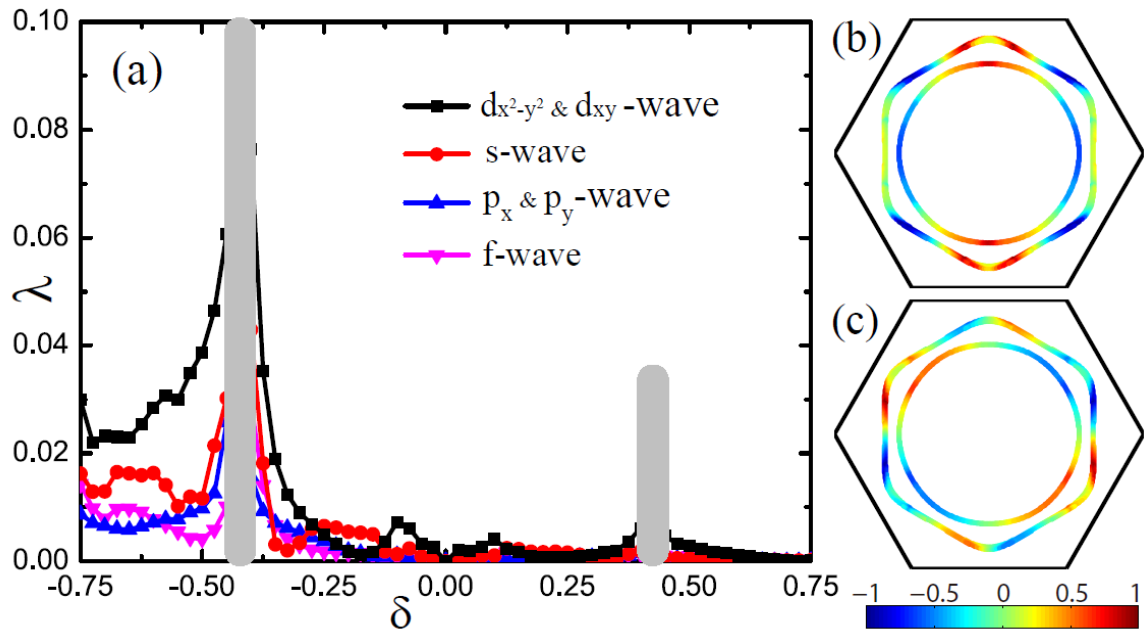 (a)
0.10
0.08
0.06
0.04
0.02
0.00
λ
-0.75 -0.50 -0.25 0.00 0.25 0.50 0.75
δ
dx²-y² & dxy -wave
s-wave
px & py-wave
f-wave
(b)
(c)
−1 −0.5 0 0.5 1